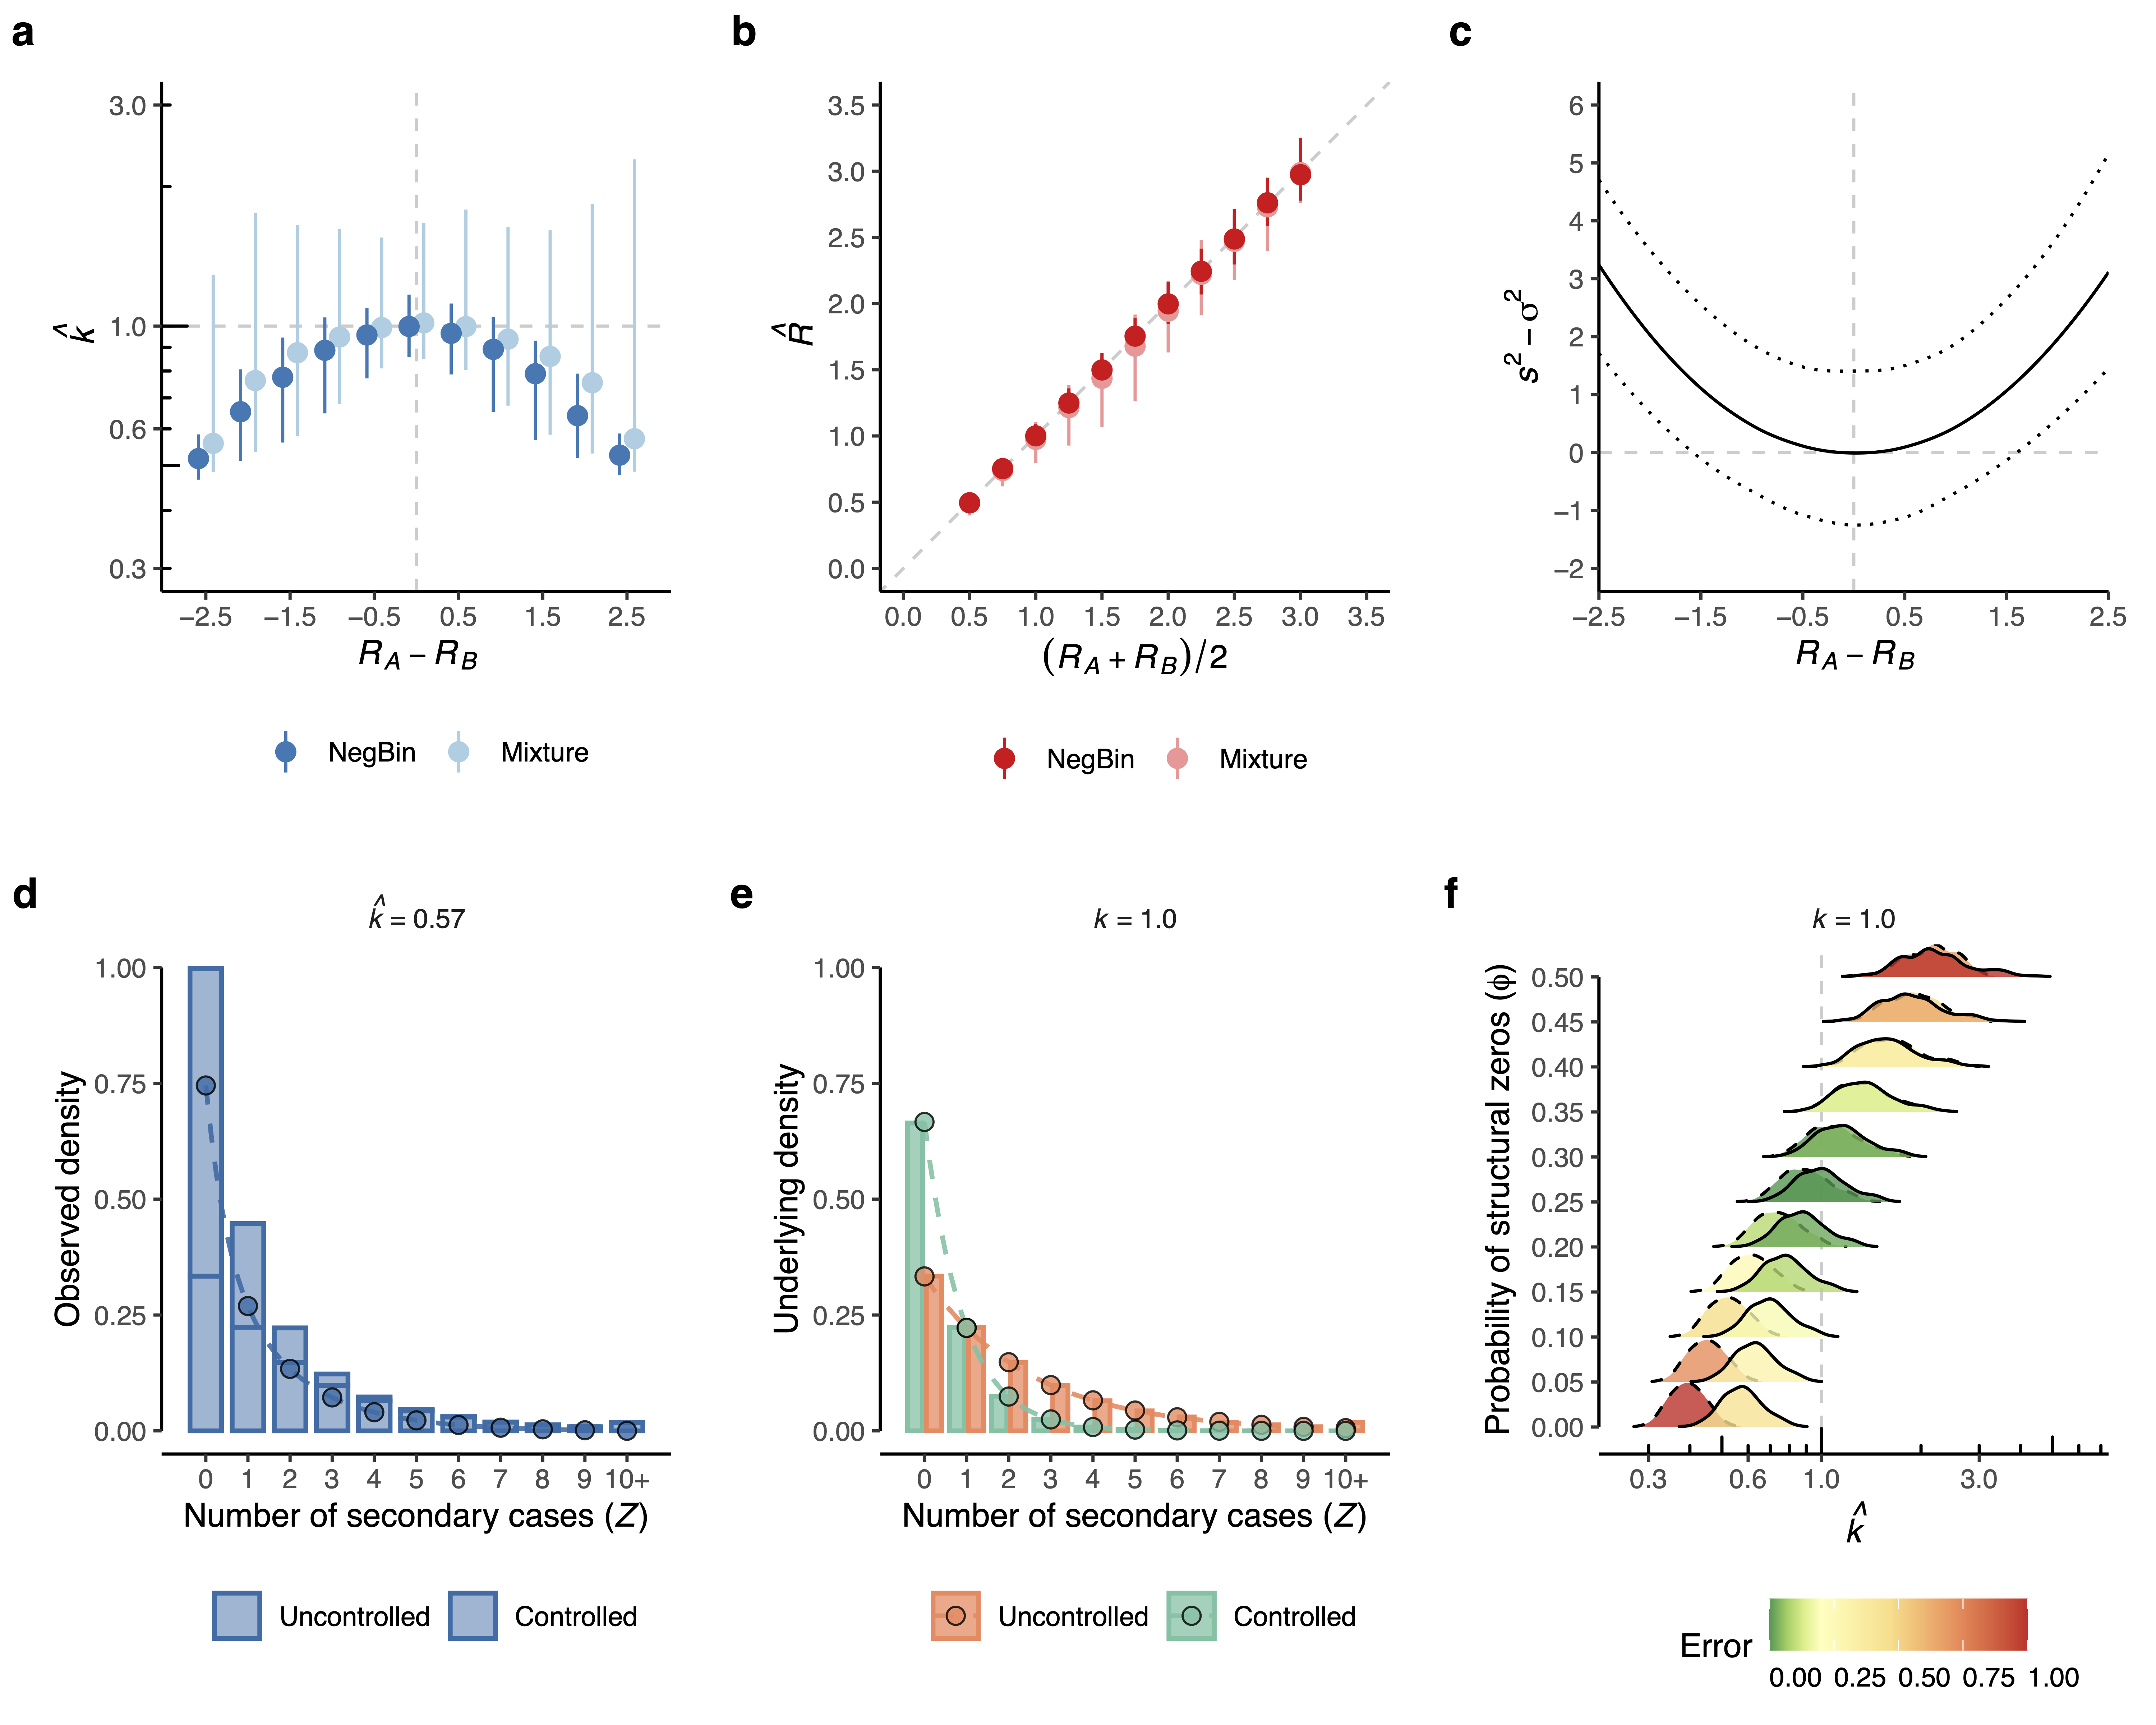 a
3.0
1.0
0.6
0.3
k̂
−2.5 −1.5 −0.5 0.5 1.5 2.5
R_A − R_B
NegBin Mixture
b
3.5
3.0
2.5
2.0
1.5
1.0
0.5
0.0
R̂
0.0 0.5 1.0 1.5 2.0 2.5 3.0 3.5
(R_A + R_B)/2
NegBin Mixture
c
6
5
4
3
2
1
0
−1
−2
s² − σ²
−2.5 −1.5 −0.5 0.5 1.5 2.5
R_A − R_B
d
k̂ = 0.57
1.00
0.75
0.50
0.25
0.00
Observed density
0 1 2 3 4 5 6 7 8 9 10+
Number of secondary cases (Z)
Uncontrolled Controlled
e
k = 1.0
1.00
0.75
0.50
0.25
0.00
Underlying density
0 1 2 3 4 5 6 7 8 9 10+
Number of secondary cases (Z)
Uncontrolled Controlled
f
k = 1.0
0.50
0.45
0.40
0.35
0.30
0.25
0.20
0.15
0.10
0.05
0.00
Probability of structural zeros (ϕ)
0.3 0.6 1.0 3.0
k̂
Error
0.00 0.25 0.50 0.75 1.00